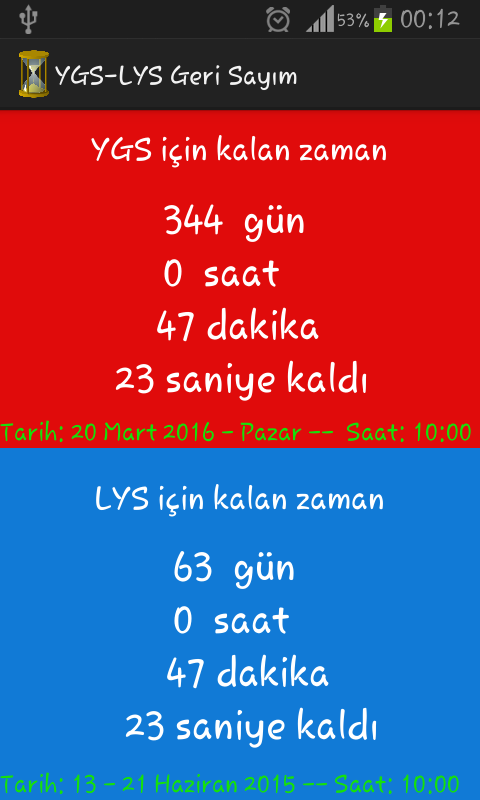 53% 00:12
YGS-LYS Geri Sayım
YGS için kalan zaman
344 gün
0 saat
47 dakika
23 saniye kaldı
Tarih: 20 Mart 2016 - Pazar -- Saat: 10:00
LYS için kalan zaman
63 gün
0 saat
47 dakika
23 saniye kaldı
Tarih: 13 - 21 Haziran 2015 -- Saat: 10:00